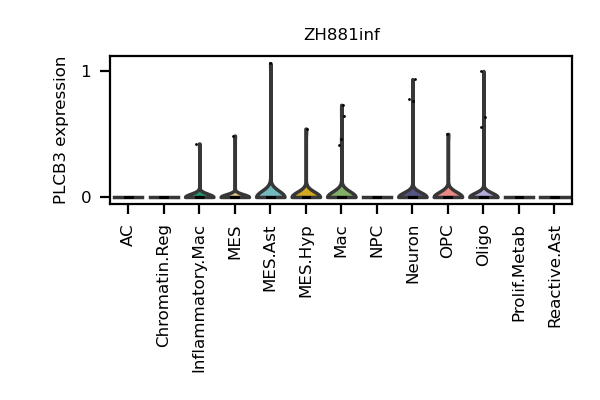 ZH881inf
PLCB3 expression
1
0
AC
Chromatin.Reg
Inflammatory.Mac
MES
MES.Ast
MES.Hyp
Mac
NPC
Neuron
OPC
Oligo
Prolif.Metab
Reactive.Ast